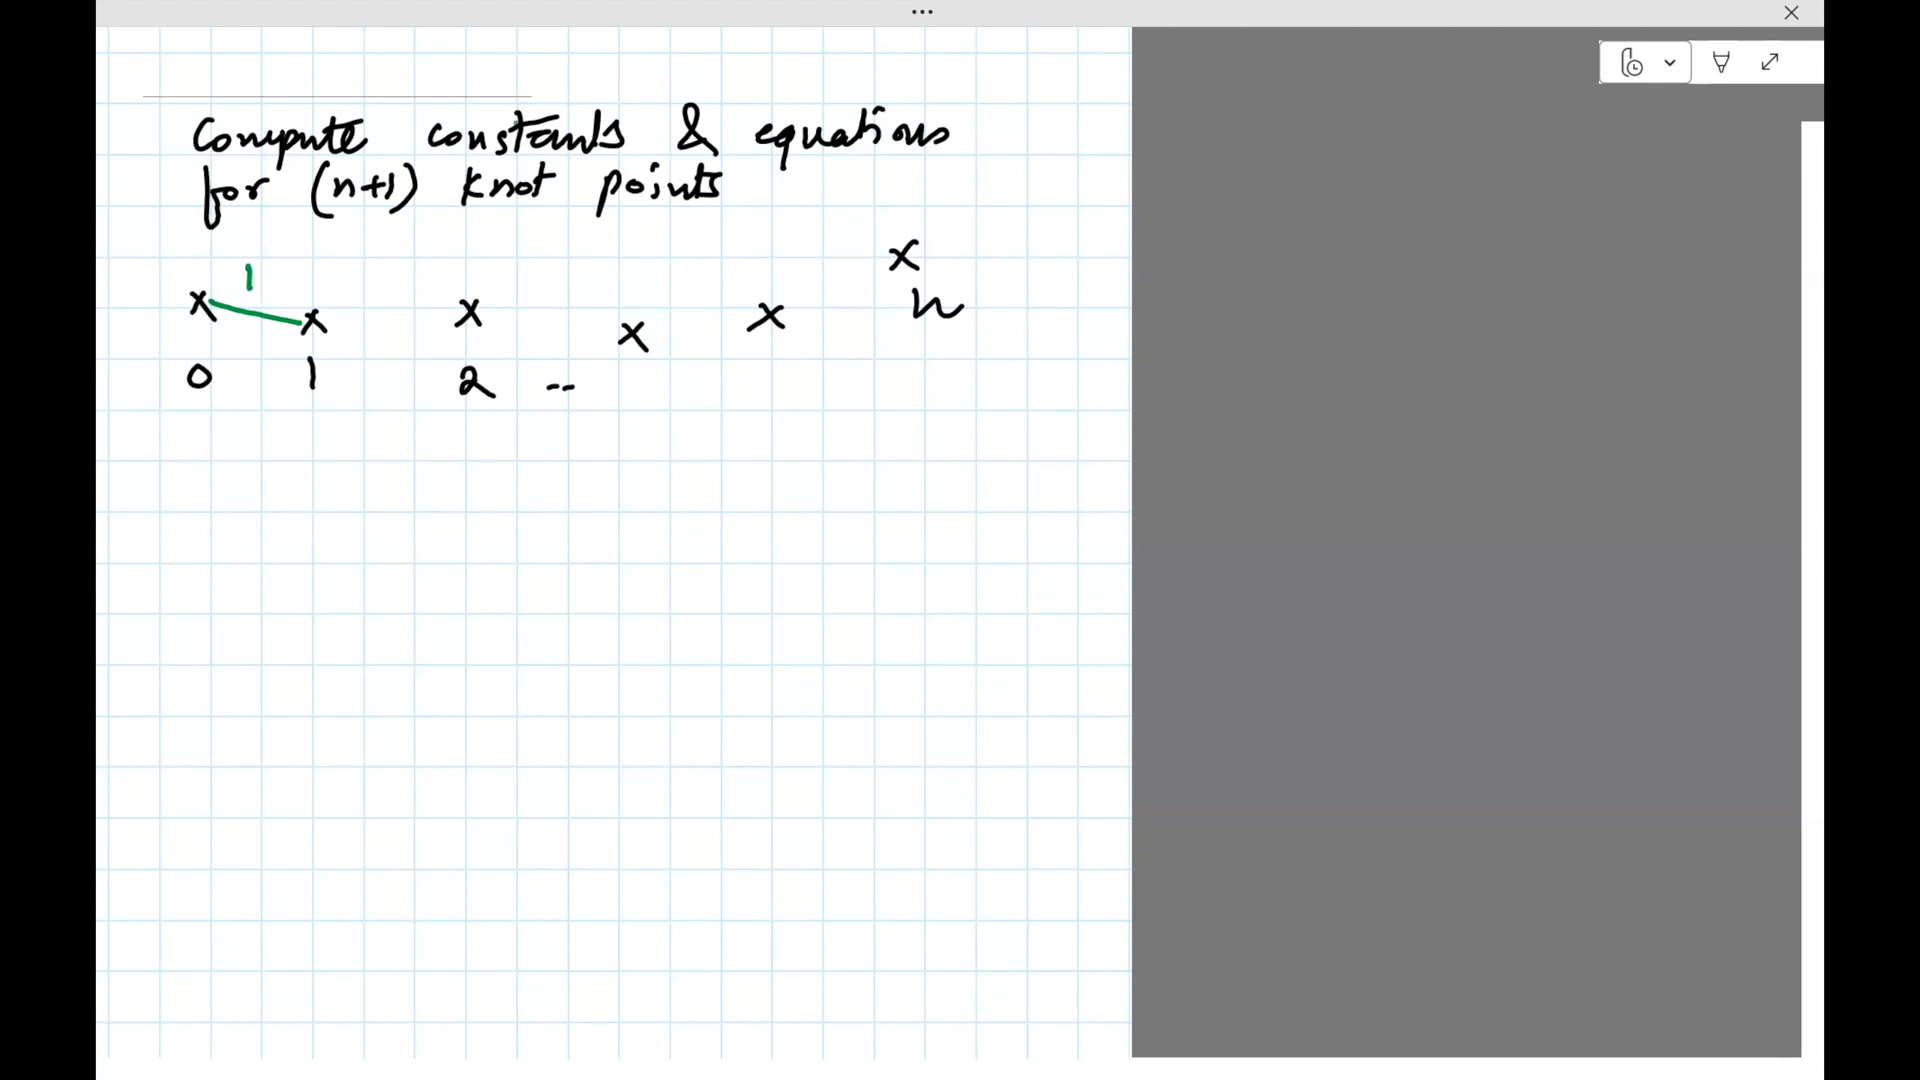 Compute constants & equations
for (n+1) knot points
1
x x x x x x
n
0 1 2 --